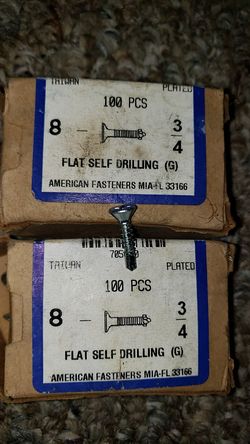 TAIWAN PLATED
100 PCS
8 - 3/4
FLAT SELF DRILLING (G)
AMERICAN FASTENERS MIA-FL 33166
TAIWAN PLATED
100 PCS
8 - 3/4
FLAT SELF DRILLING (G)
AMERICAN FASTENERS MIA-FL 33166